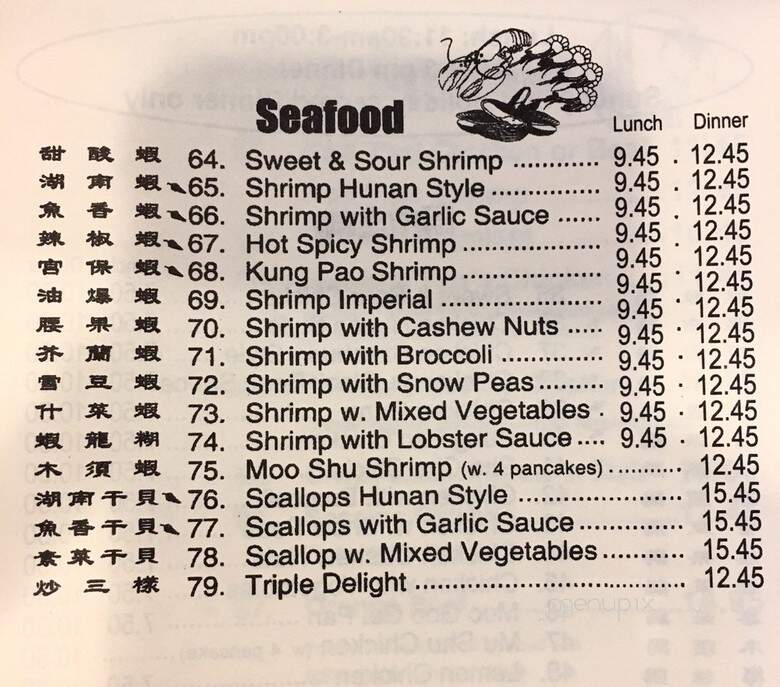 Seafood
Lunch Dinner
甜酸蝦 64. Sweet & Sour Shrimp ............ 9.45 . 12.45
湖南蝦 65. Shrimp Hunan Style .............. 9.45 . 12.45
魚香蝦 66. Shrimp with Garlic Sauce ...... 9.45 . 12.45
辣椒蝦 67. Hot Spicy Shrimp .................. 9.45 . 12.45
宮保蝦 68. Kung Pao Shrimp .................. 9.45 . 12.45
油爆蝦 69. Shrimp Imperial ..................... 9.45 . 12.45
腰果蝦 70. Shrimp with Cashew Nuts ..... 9.45 . 12.45
芥蘭蝦 71. Shrimp with Broccoli .............. 9.45 . 12.45
雪豆蝦 72. Shrimp with Snow Peas ........ 9.45 . 12.45
什菜蝦 73. Shrimp w. Mixed Vegetables . 9.45 . 12.45
蝦龍糊 74. Shrimp with Lobster Sauce .... 9.45 . 12.45
木須蝦 75. Moo Shu Shrimp (w. 4 pancakes) .......... 12.45
湖南干貝 76. Scallops Hunan Style ..................... 15.45
魚香干貝 77. Scallops with Garlic Sauce ............. 15.45
素菜干貝 78. Scallop w. Mixed Vegetables ........... 15.45
炒三樣 79. Triple Delight ................................... 12.45
menupix